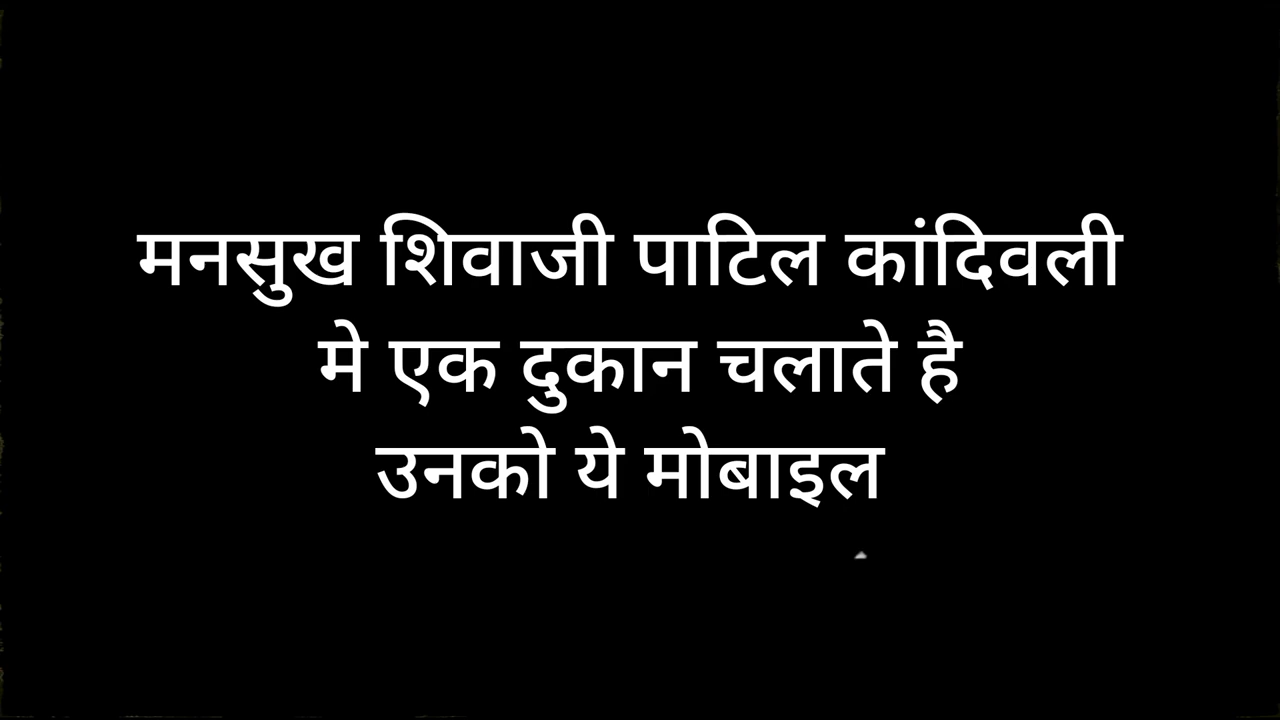 मनसुख शिवाजी पाटिल कांदिवली
मे एक दुकान चलाते है
उनको ये मोबाइल